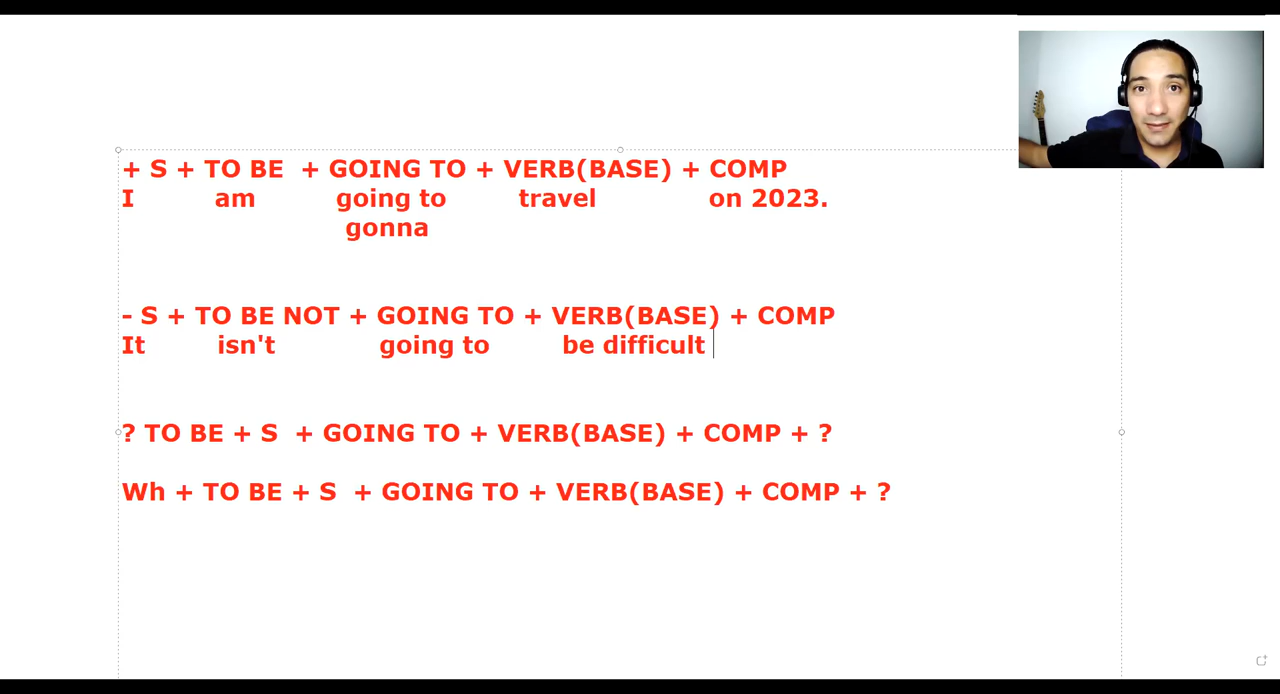 + S + TO BE + GOING TO + VERB(BASE) + COMP
I am going to travel on 2023.
gonna
- S + TO BE NOT + GOING TO + VERB(BASE) + COMP
It isn't going to be difficult
? TO BE + S + GOING TO + VERB(BASE) + COMP + ?
Wh + TO BE + S + GOING TO + VERB(BASE) + COMP + ?